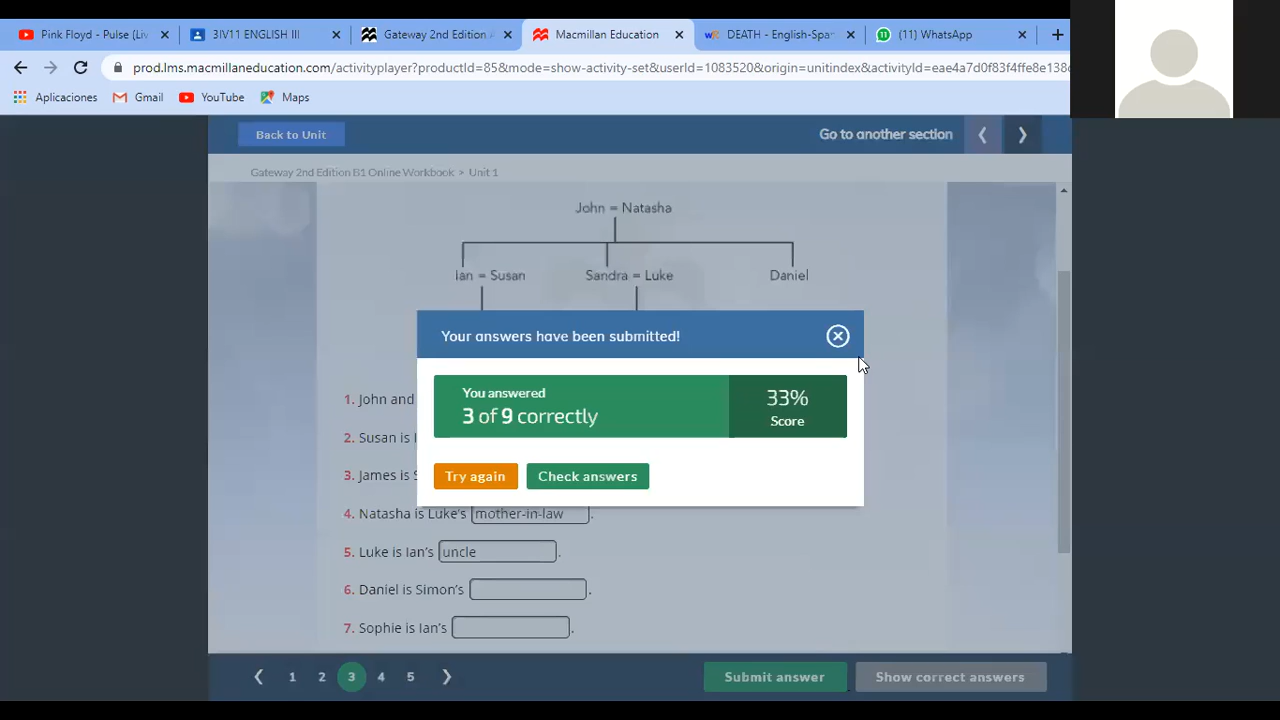 Pink Floyd - Pulse (Liv
3IV11 ENGLISH III
Gateway 2nd Edition
Macmillan Education
DEATH - English-Spa
(11) WhatsApp
prod.lms.macmillaneducation.com/activityplayer?productId=85&mode=show-activity-set&userId=1083520&origin=unitindex&activityId=eae4a7d0f83f4ffe8e138c
Aplicaciones
Gmail
YouTube
Maps
Back to Unit
Go to another section
Gateway 2nd Edition B1 Online Workbook > Unit 1
John = Natasha
Ian = Susan
Sandra = Luke
Daniel
Your answers have been submitted!
You answered
3 of 9 correctly
33%
Score
Try again
Check answers
1. John and
2. Susan is
3. James is
4. Natasha is Luke's mother-in-law.
5. Luke is Ian's uncle.
6. Daniel is Simon's .
7. Sophie is Ian's .
1 2 3 4 5
Submit answer
Show correct answers